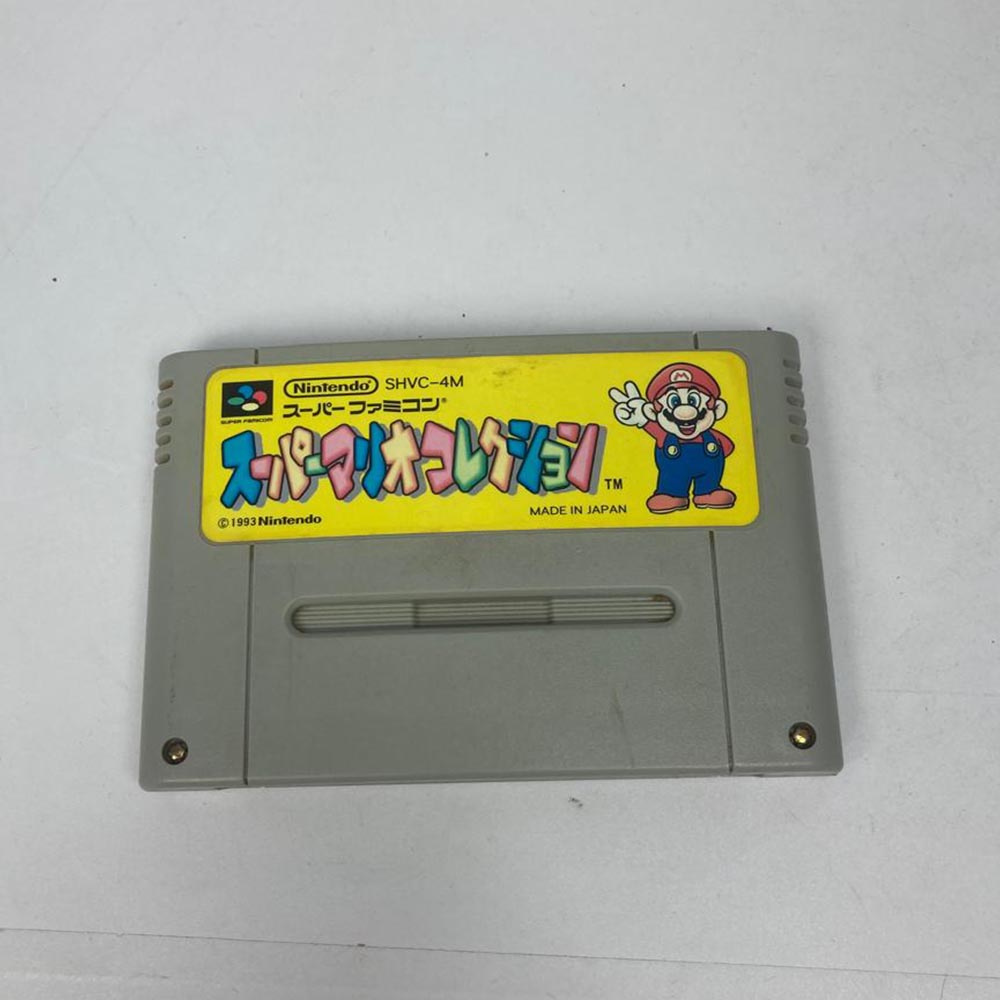 Nintendo® SHVC-4M
SUPER FAMICOM
スーパーファミコン®
スーパーマリオコレクション TM
©1993 Nintendo
MADE IN JAPAN
M